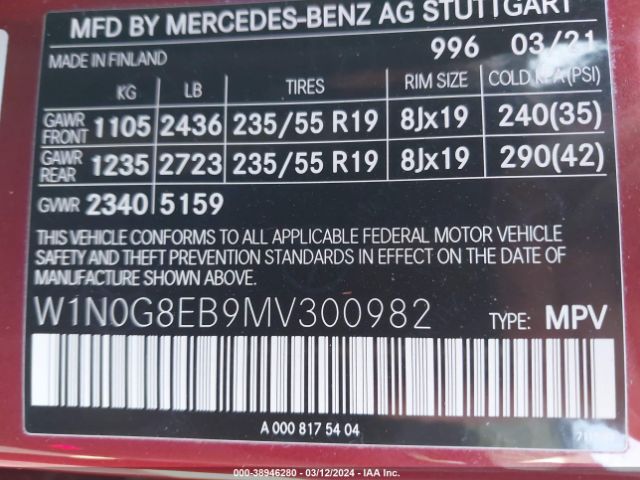 MFD BY MERCEDES-BENZ AG STUTTGART
996 03/21
MADE IN FINLAND
KG LB TIRES RIM SIZE COLD (PSI)
GAWR FRONT 1105 2436 235/55 R19 8Jx19 240(35)
GAWR REAR 1235 2723 235/55 R19 8Jx19 290(42)
GVWR 2340 5159
THIS VEHICLE CONFORMS TO ALL APPLICABLE FEDERAL MOTOR VEHICLE
SAFETY AND THEFT PREVENTION STANDARDS IN EFFECT ON THE DATE OF
MANUFACTURE SHOWN ABOVE.
W1N0G8EB9MV300982 TYPE: MPV
A 000 817 54 04
000-38946280 - 03/12/2024 - IAA Inc.